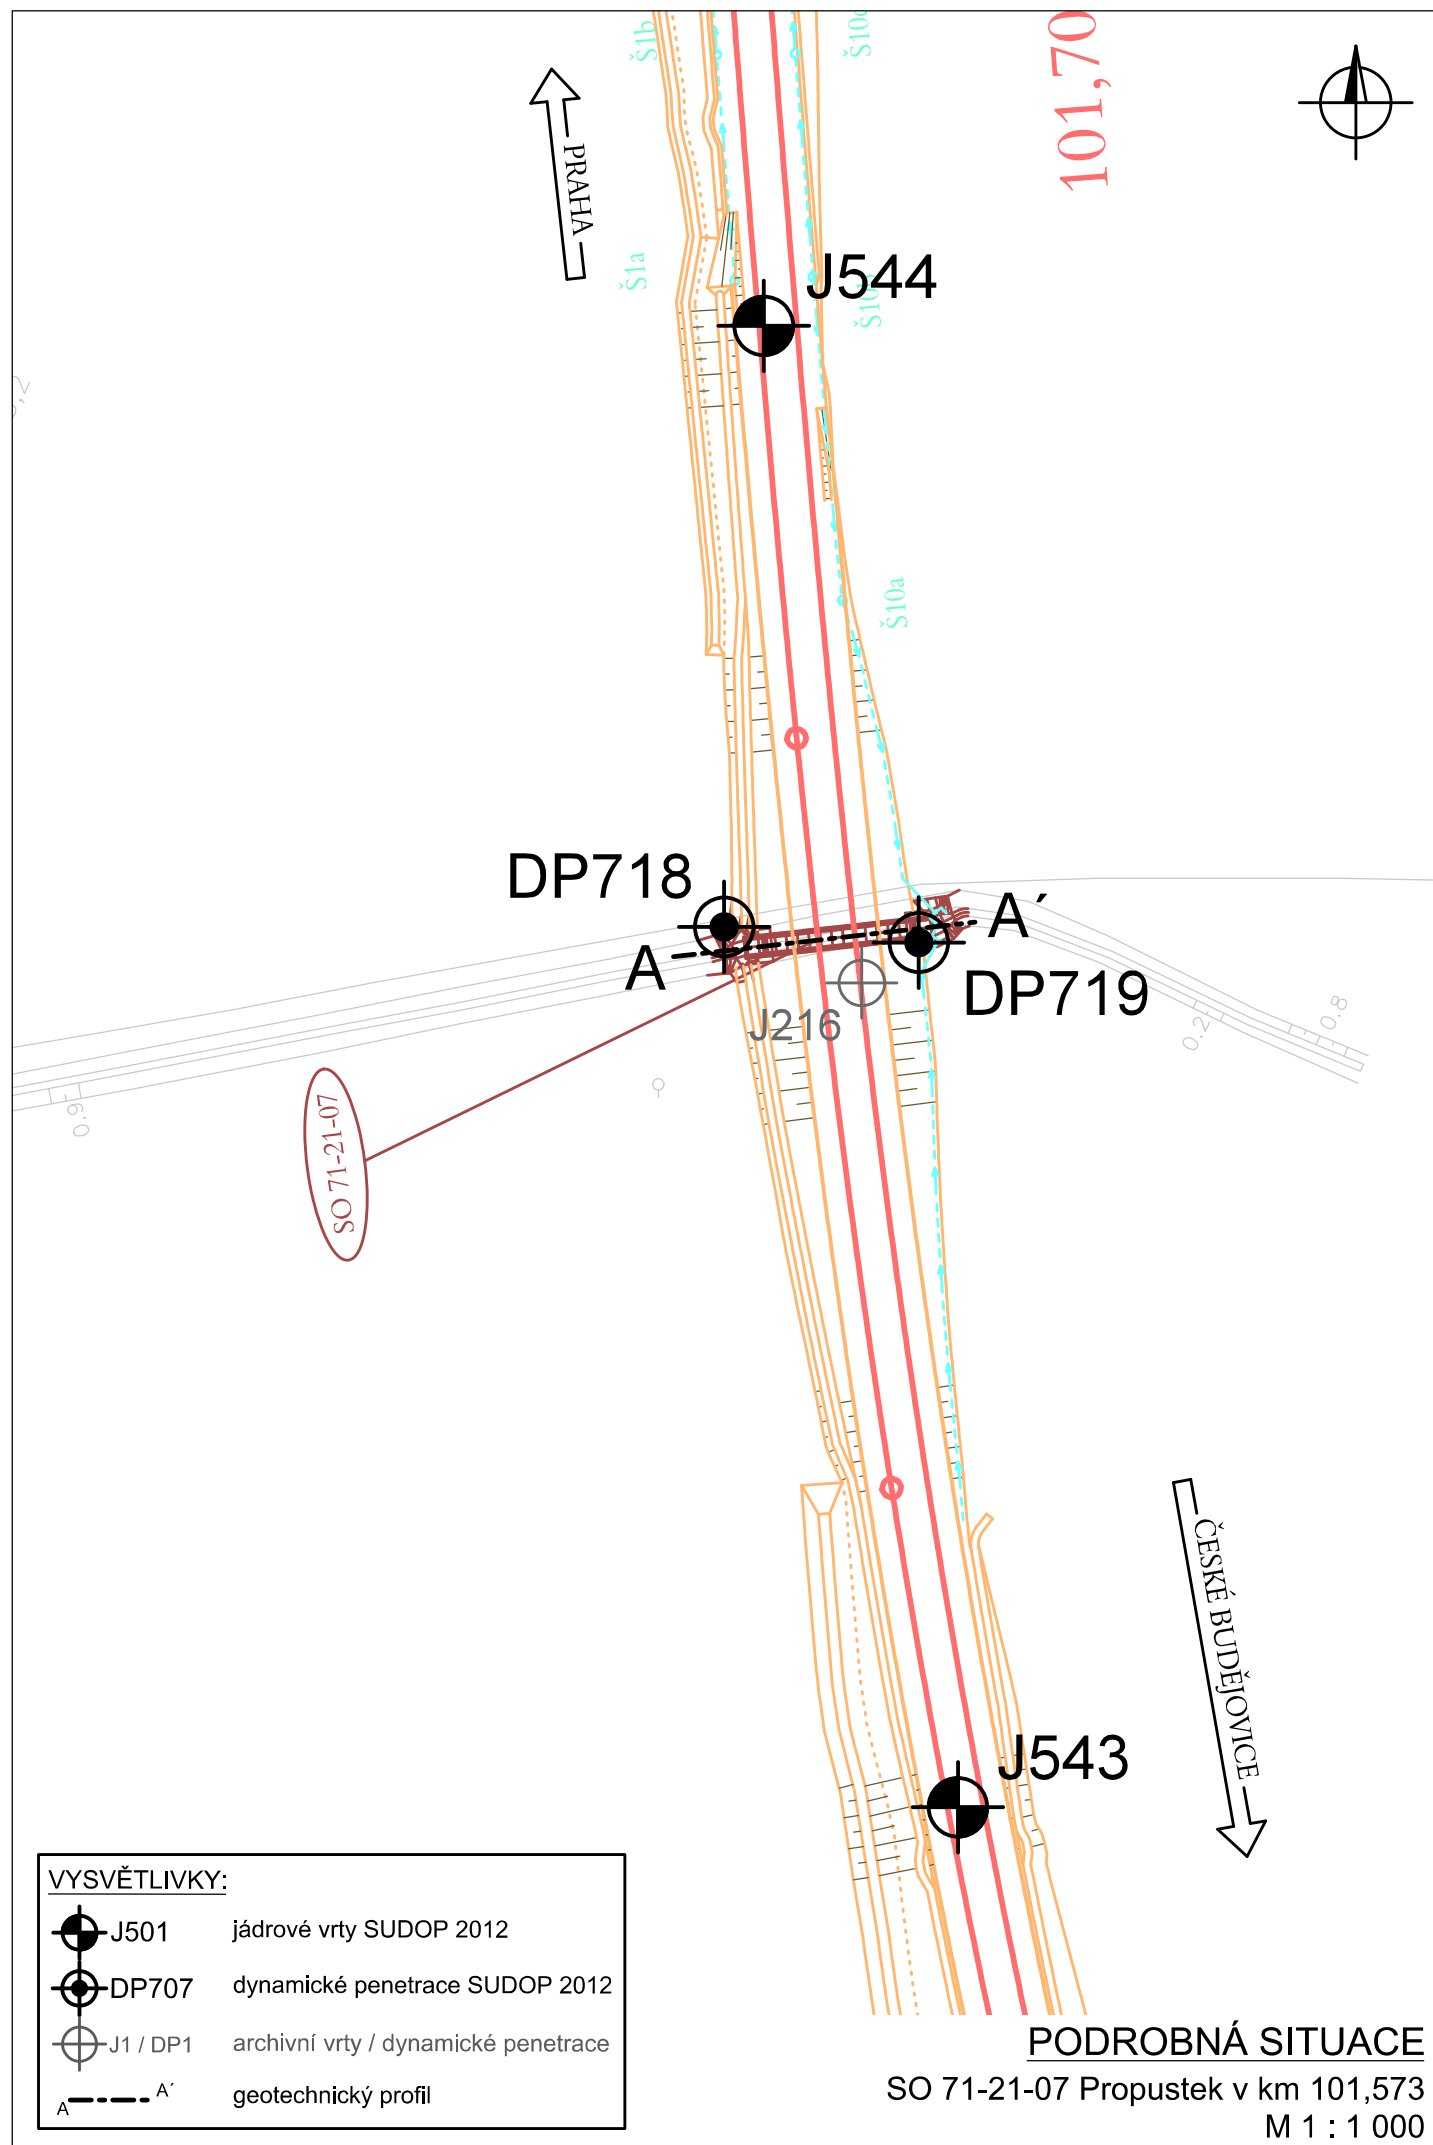 Š1b
Š10c
101,70
PRAHA
Š1a
J544
Š10b
Š10a
DP718
A
A´
DP719
J216
0.2
0.8
0.6
SO 71-21-07
ČESKÉ BUDĚJOVICE
J543
VYSVĚTLIVKY:
J501 jádrové vrty SUDOP 2012
DP707 dynamické penetrace SUDOP 2012
J1 / DP1 archivní vrty / dynamické penetrace
A A´ geotechnický profil
PODROBNÁ SITUACE
SO 71-21-07 Propustek v km 101,573
M 1 : 1 000